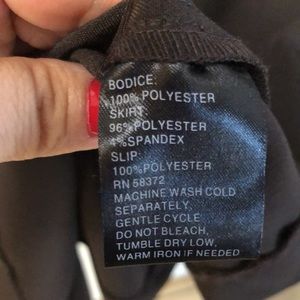 BODICE:
100% POLYESTER
SKIRT:
96% POLYESTER
4% SPANDEX
SLIP:
100% POLYESTER
RN 58372
MACHINE WASH COLD
SEPARATELY,
GENTLE CYCLE,
DO NOT BLEACH,
TUMBLE DRY LOW,
WARM IRON IF NEEDED